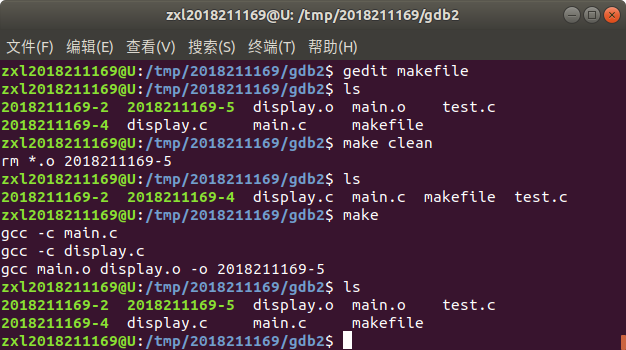 zxl2018211169@U: /tmp/2018211169/gdb2
文件(F) 编辑(E) 查看(V) 搜索(S) 终端(T) 帮助(H)
zxl2018211169@U:/tmp/2018211169/gdb2$ gedit makefile
zxl2018211169@U:/tmp/2018211169/gdb2$ ls
2018211169-2  2018211169-5  display.o  main.o    test.c
2018211169-4  display.c     main.c     makefile
zxl2018211169@U:/tmp/2018211169/gdb2$ make clean
rm *.o 2018211169-5
zxl2018211169@U:/tmp/2018211169/gdb2$ ls
2018211169-2  2018211169-4  display.c  main.c  makefile  test.c
zxl2018211169@U:/tmp/2018211169/gdb2$ make
gcc -c main.c
gcc -c display.c
gcc main.o display.o -o 2018211169-5
zxl2018211169@U:/tmp/2018211169/gdb2$ ls
2018211169-2  2018211169-5  display.o  main.o    test.c
2018211169-4  display.c     main.c     makefile
zxl2018211169@U:/tmp/2018211169/gdb2$